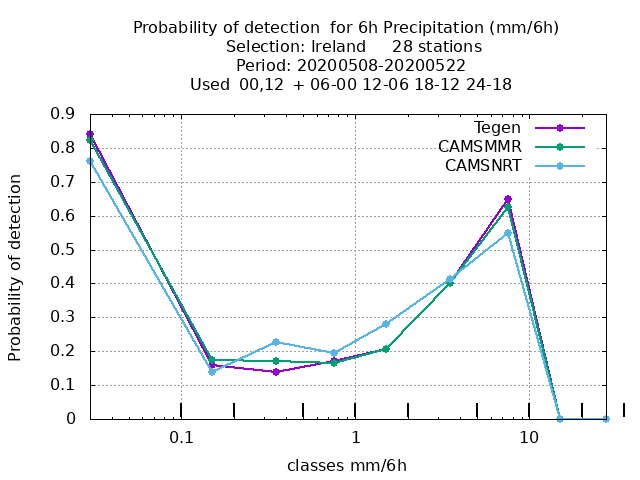 Probability of detection  for 6h Precipitation (mm/6h)
Selection: Ireland     28 stations
Period: 20200508-20200522
Used  00,12  + 06-00 12-06 18-12 24-18
Tegen
CAMSMMR
CAMSNRT
0.9
0.8
0.7
0.6
0.5
0.4
0.3
0.2
0.1
0
Probability of detection
0.1 1 10
classes mm/6h